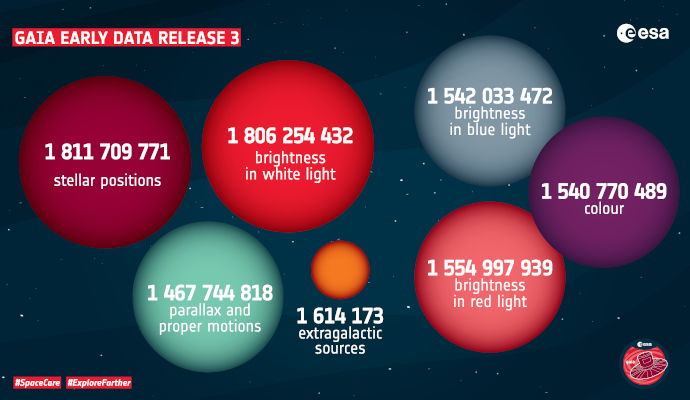 GAIA EARLY DATA RELEASE 3
esa
1 811 709 771
stellar positions
1 806 254 432
brightness
in white light
1 542 033 472
brightness
in blue light
1 540 770 489
colour
1 467 744 818
parallax and
proper motions
1 614 173
extragalactic
sources
1 554 997 939
brightness
in red light
#SpaceCare #ExploreFarther
esa
gaia